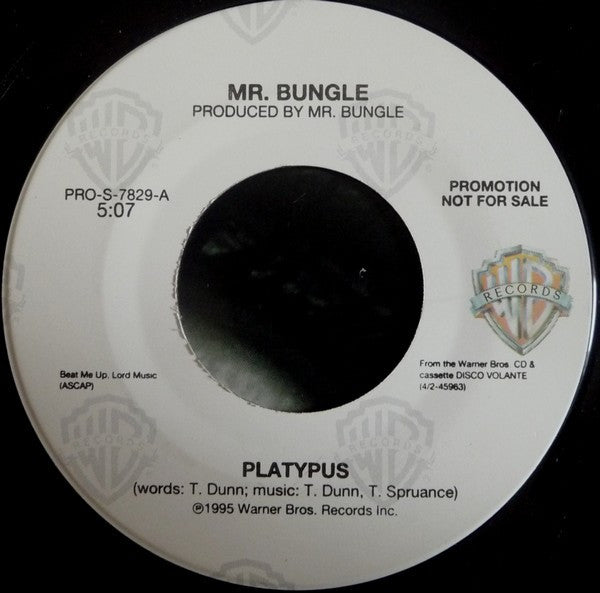 MR. BUNGLE
PRODUCED BY MR. BUNGLE
PRO-S-7829-A
5:07
PROMOTION
NOT FOR SALE
RECORDS
Beat Me Up, Lord Music
(ASCAP)
From the Warner Bros. CD &
cassette DISCO VOLANTE
(4/2-45963)
PLATYPUS
(words: T. Dunn; music: T. Dunn, T. Spruance)
℗1995 Warner Bros. Records Inc.